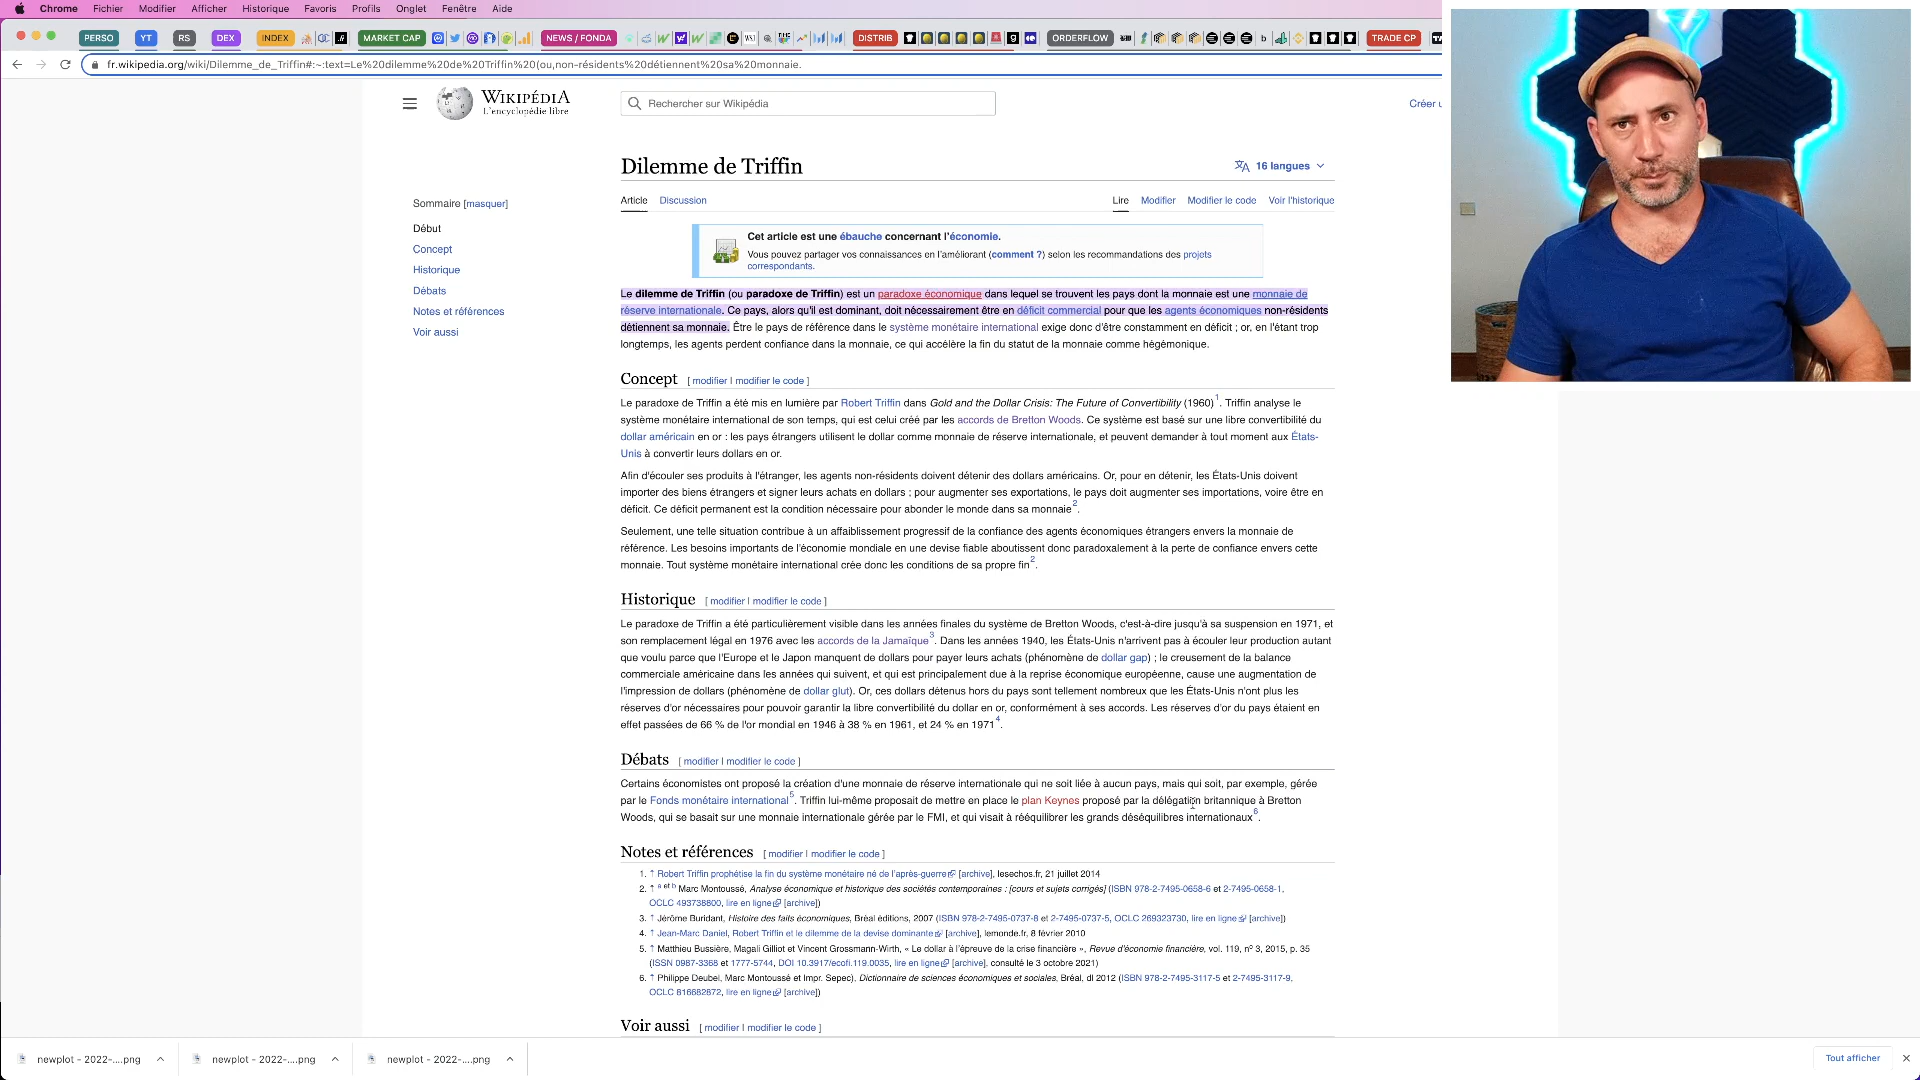 Chrome Fichier Modifier Afficher Historique Favoris Profils Onglet Fenêtre Aide
PERSO YT RS DEX INDEX MARKET CAP NEWS / FONDA DISTRIB ORDERFLOW TRADE CP
fr.wikipedia.org/wiki/Dilemme_de_Triffin#:~:text=Le%20dilemme%20de%20Triffin%20(ou,non-résidents%20détiennent%20sa%20monnaie.
WIKIPÉDIA
L'encyclopédie libre
Rechercher sur Wikipédia
Créer u
Dilemme de Triffin
16 langues
Sommaire [masquer]
Début
Concept
Historique
Débats
Notes et références
Voir aussi
Article Discussion Lire Modifier Modifier le code Voir l'historique
Cet article est une ébauche concernant l'économie.
Vous pouvez partager vos connaissances en l'améliorant (comment ?) selon les recommandations des projets
correspondants.
Le dilemme de Triffin (ou paradoxe de Triffin) est un paradoxe économique dans lequel se trouvent les pays dont la monnaie est une monnaie de
réserve internationale. Ce pays, alors qu'il est dominant, doit nécessairement être en déficit commercial pour que les agents économiques non-résidents
détiennent sa monnaie. Être le pays de référence dans le système monétaire international exige donc d'être constamment en déficit ; or, en l'étant trop
longtemps, les agents perdent confiance dans la monnaie, ce qui accélère la fin du statut de la monnaie comme hégémonique.
Concept [ modifier | modifier le code ]
Le paradoxe de Triffin a été mis en lumière par Robert Triffin dans Gold and the Dollar Crisis: The Future of Convertibility (1960)1. Triffin analyse le
système monétaire international de son temps, qui est celui créé par les accords de Bretton Woods. Ce système est basé sur une libre convertibilité du
dollar américain en or : les pays étrangers utilisent le dollar comme monnaie de réserve internationale, et peuvent demander à tout moment aux États-
Unis à convertir leurs dollars en or.
Afin d'écouler ses produits à l'étranger, les agents non-résidents doivent détenir des dollars américains. Or, pour en détenir, les États-Unis doivent
importer des biens étrangers et signer leurs achats en dollars ; pour augmenter ses exportations, le pays doit augmenter ses importations, voire être en
déficit. Ce déficit permanent est la condition nécessaire pour abonder le monde dans sa monnaie2.
Seulement, une telle situation contribue à un affaiblissement progressif de la confiance des agents économiques étrangers envers la monnaie de
référence. Les besoins importants de l'économie mondiale en une devise fiable aboutissent donc paradoxalement à la perte de confiance envers cette
monnaie. Tout système monétaire international crée donc les conditions de sa propre fin2.
Historique [ modifier | modifier le code ]
Le paradoxe de Triffin a été particulièrement visible dans les années finales du système de Bretton Woods, c'est-à-dire jusqu'à sa suspension en 1971, et
son remplacement légal en 1976 avec les accords de la Jamaïque3. Dans les années 1940, les États-Unis n'arrivent pas à écouler leur production autant
que voulu parce que l'Europe et le Japon manquent de dollars pour payer leurs achats (phénomène de dollar gap) ; le creusement de la balance
commerciale américaine dans les années qui suivent, et qui est principalement due à la reprise économique européenne, cause une augmentation de
l'impression de dollars (phénomène de dollar glut). Or, ces dollars détenus hors du pays sont tellement nombreux que les États-Unis n'ont plus les
réserves d'or nécessaires pour pouvoir garantir la libre convertibilité du dollar en or, conformément à ses accords. Les réserves d'or du pays étaient en
effet passées de 66 % de l'or mondial en 1946 à 38 % en 1961, et 24 % en 19714.
Débats [ modifier | modifier le code ]
Certains économistes ont proposé la création d'une monnaie de réserve internationale qui ne soit liée à aucun pays, mais qui soit, par exemple, gérée
par le Fonds monétaire international5. Triffin lui-même proposait de mettre en place le plan Keynes proposé par la délégation britannique à Bretton
Woods, qui se basait sur une monnaie internationale gérée par le FMI, et qui visait à rééquilibrer les grands déséquilibres internationaux6.
Notes et références [ modifier | modifier le code ]
1. ↑ Robert Triffin prophétise la fin du système monétaire né de l'après-guerre [archive], lesechos.fr, 21 juillet 2014
2. ↑ a et b Marc Montoussé, Analyse économique et historique des sociétés contemporaines : [cours et sujets corrigés] (ISBN 978-2-7495-0658-6 et 2-7495-0658-1,
OCLC 493738800, lire en ligne [archive])
3. ↑ Jérôme Buridant, Histoire des faits économiques, Bréal éditions, 2007 (ISBN 978-2-7495-0737-8 et 2-7495-0737-5, OCLC 269323730, lire en ligne [archive])
4. ↑ Jean-Marc Daniel, Robert Triffin et le dilemme de la devise dominante [archive], lemonde.fr, 8 février 2010
5. ↑ Matthieu Bussière, Magali Gilliot et Vincent Grossmann-Wirth, « Le dollar à l'épreuve de la crise financière », Revue d'économie financière, vol. 119, nº 3, 2015, p. 35
(ISSN 0987-3368 et 1777-5744, DOI 10.3917/ecofi.119.0035, lire en ligne [archive], consulté le 3 octobre 2021)
6. ↑ Philippe Deubel, Marc Montoussé et Impr. Sepec), Dictionnaire de sciences économiques et sociales, Bréal, dl 2012 (ISBN 978-2-7495-3117-5 et 2-7495-3117-9,
OCLC 816682872, lire en ligne [archive])
Voir aussi [ modifier | modifier le code ]
newplot - 2022-....png newplot - 2022-....png newplot - 2022-....png Tout afficher